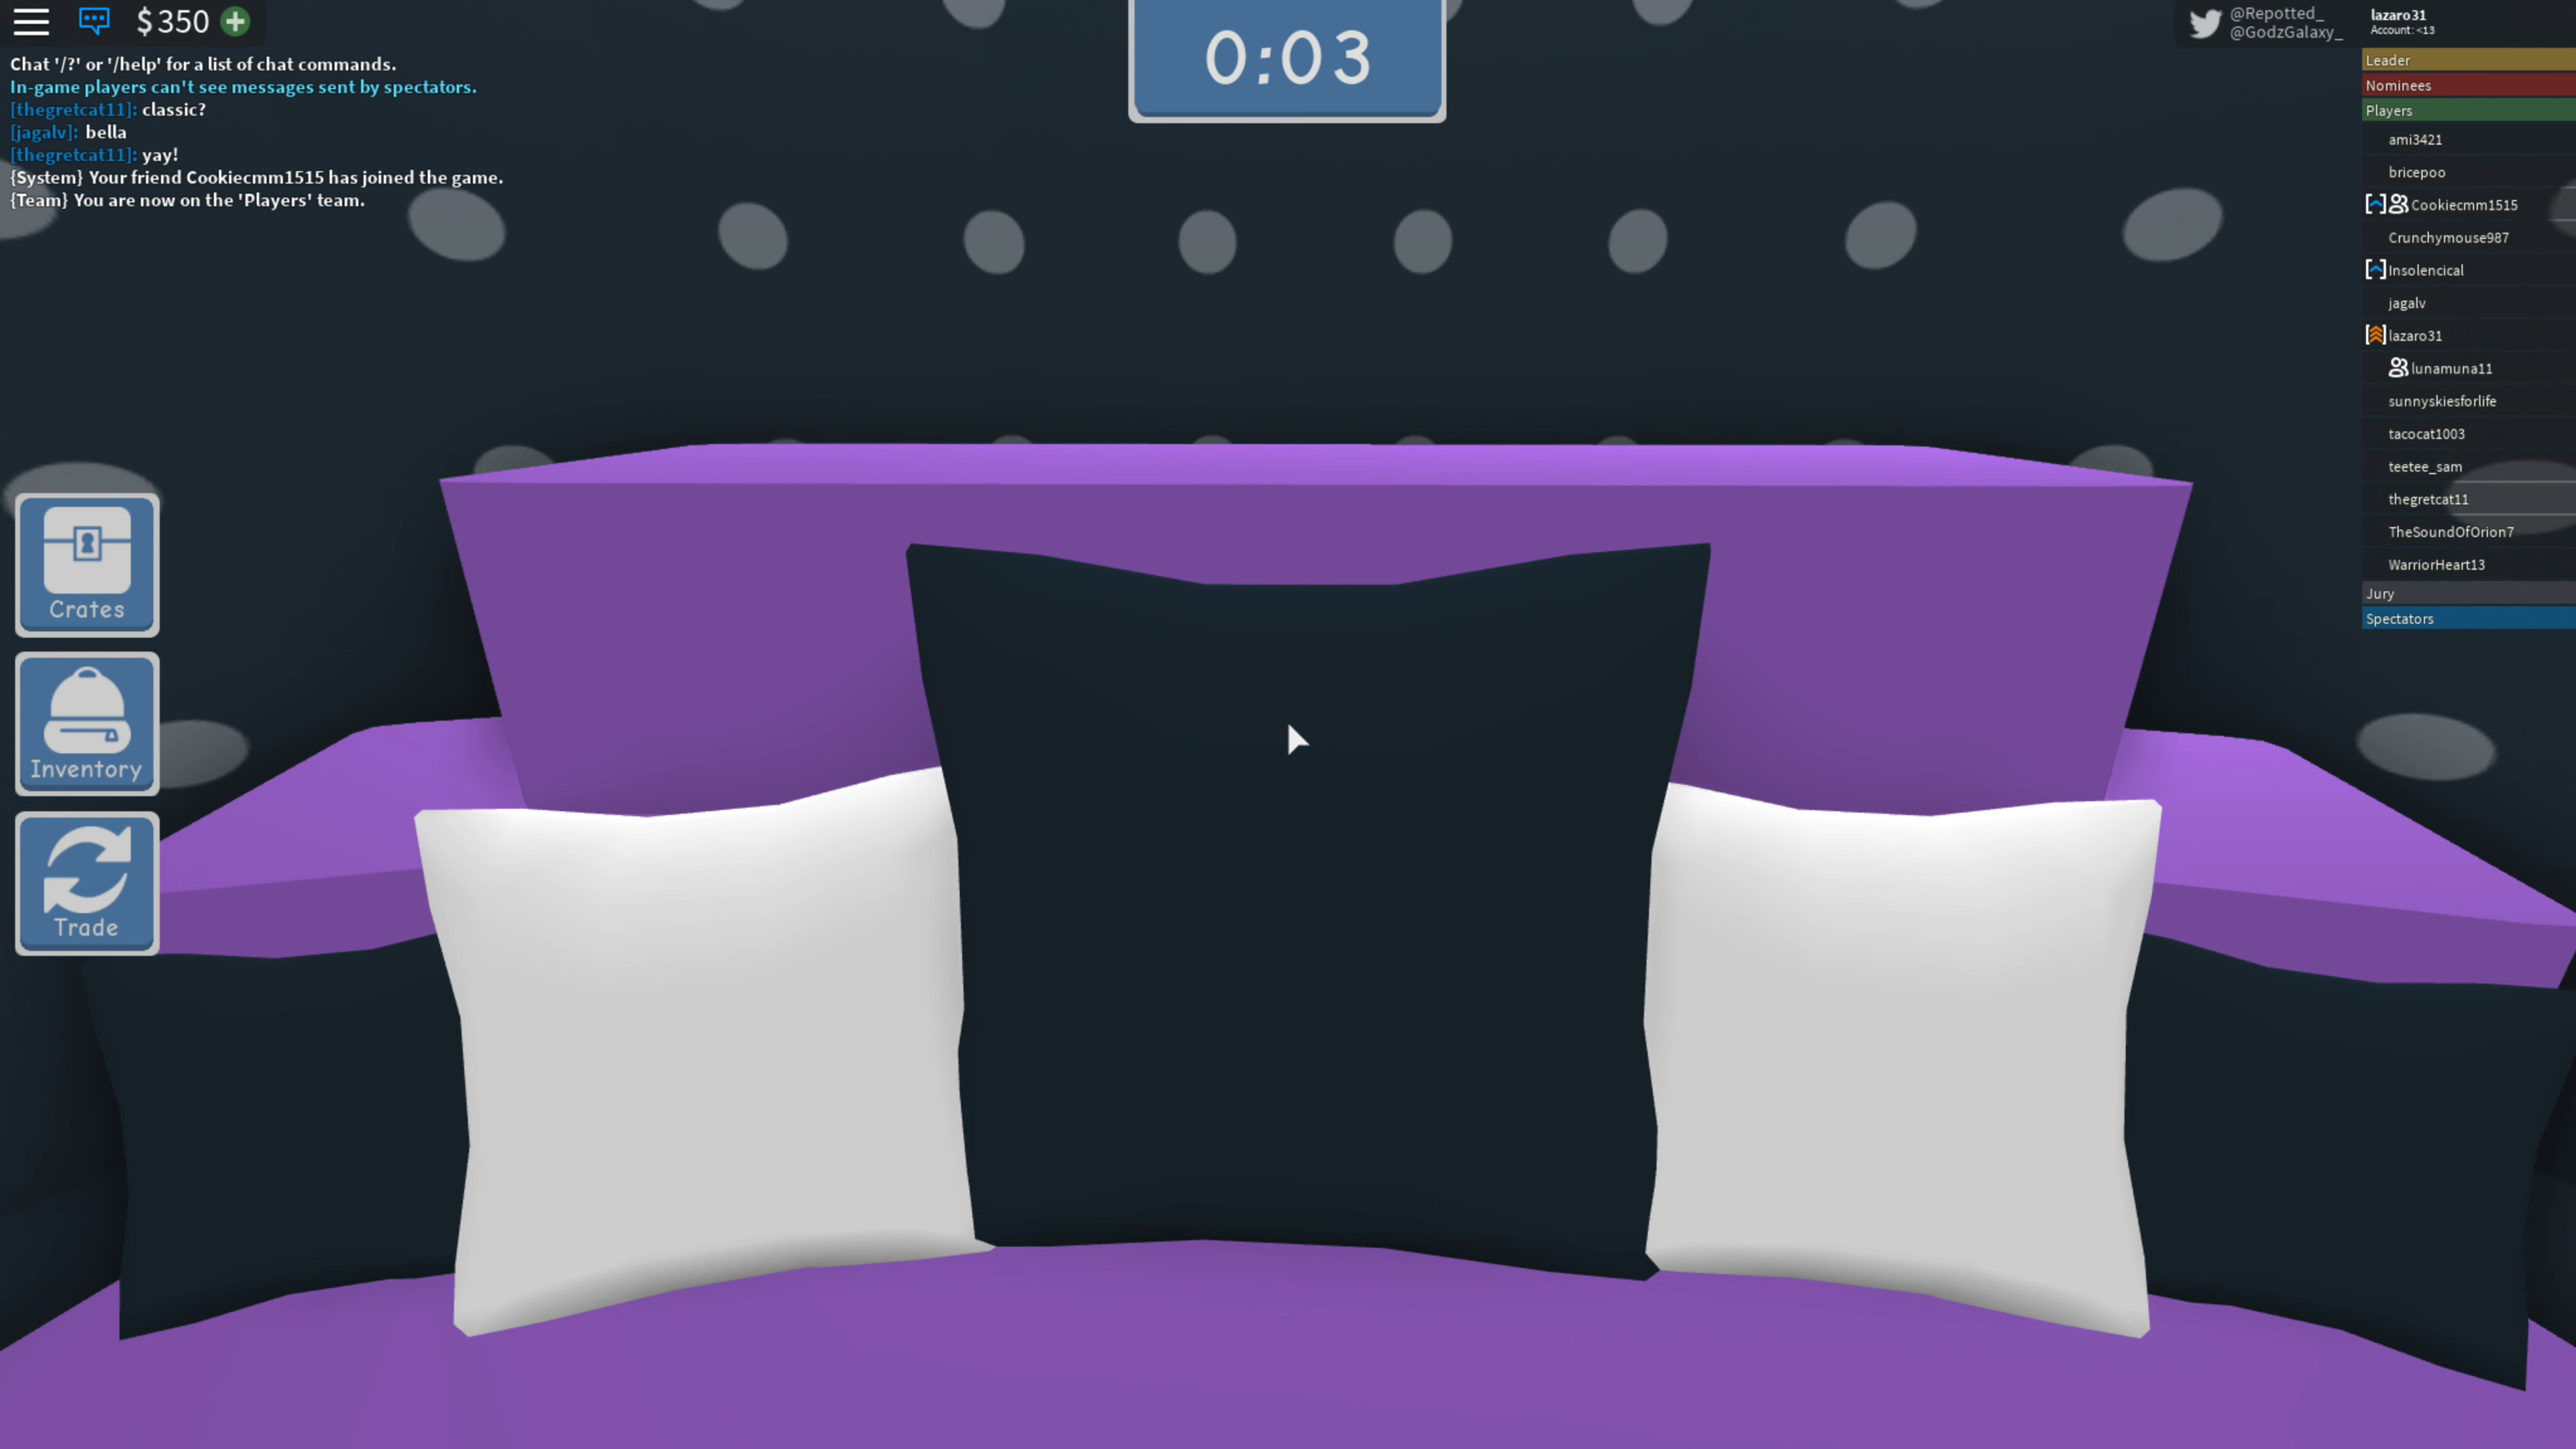 $350
Chat '/?' or '/help' for a list of chat commands.
In-game players can't see messages sent by spectators.
[thegretcat11]: classic?
[jagalv]: bella
[thegretcat11]: yay!
{System} Your friend Cookiecmm1515 has joined the game.
{Team} You are now on the 'Players' team.
0:03
@Repotted_
@GodzGalaxy_
lazaro31
Account: <13
Leader
Nominees
Players
ami3421
bricepoo
Cookiecmm1515
Crunchymouse987
Insolencical
jagalv
lazaro31
lunamuna11
sunnyskiesforlife
tacocat1003
teetee_sam
thegretcat11
TheSoundOfOrion7
WarriorHeart13
Jury
Spectators
Crates
Inventory
Trade